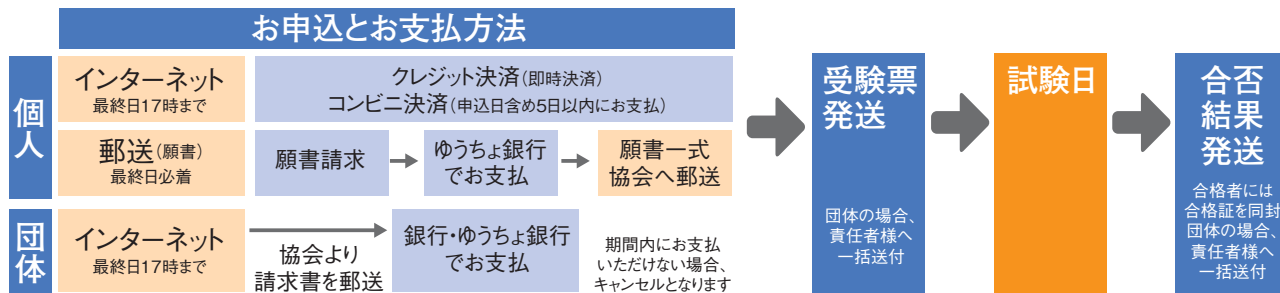 お申込とお支払方法
個人
インターネット
最終日17時まで
クレジット決済(即時決済)
コンビニ決済(申込日含め5日以内にお支払)
郵送(願書)
最終日必着
願書請求
ゆうちょ銀行
でお支払
願書一式
協会へ郵送
団体
インターネット
最終日17時まで
協会より
請求書を郵送
銀行・ゆうちょ銀行
でお支払
期間内にお支払
いただけない場合、
キャンセルとなります
受験票
発送
団体の場合、
責任者様へ
一括送付
試験日
合否
結果
発送
合格者には
合格証を同封
団体の場合、
責任者様へ
一括送付